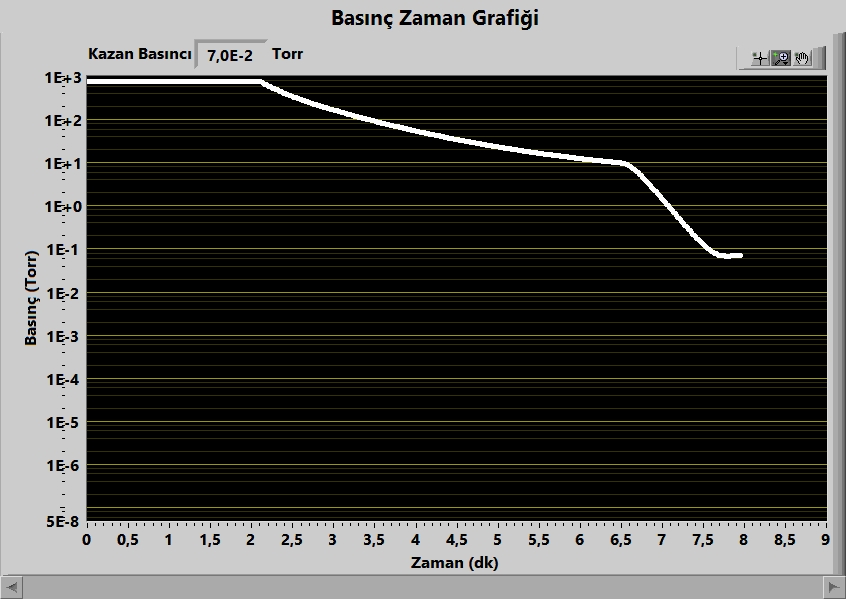 Basınç Zaman Grafiği
Kazan Basıncı 7,0E-2 Torr
1E+3
1E+2
1E+1
1E+0
1E-1
1E-2
1E-3
1E-4
1E-5
1E-6
5E-8
Basınç (Torr)
0 0,5 1 1,5 2 2,5 3 3,5 4 4,5 5 5,5 6 6,5 7 7,5 8 8,5 9
Zaman (dk)